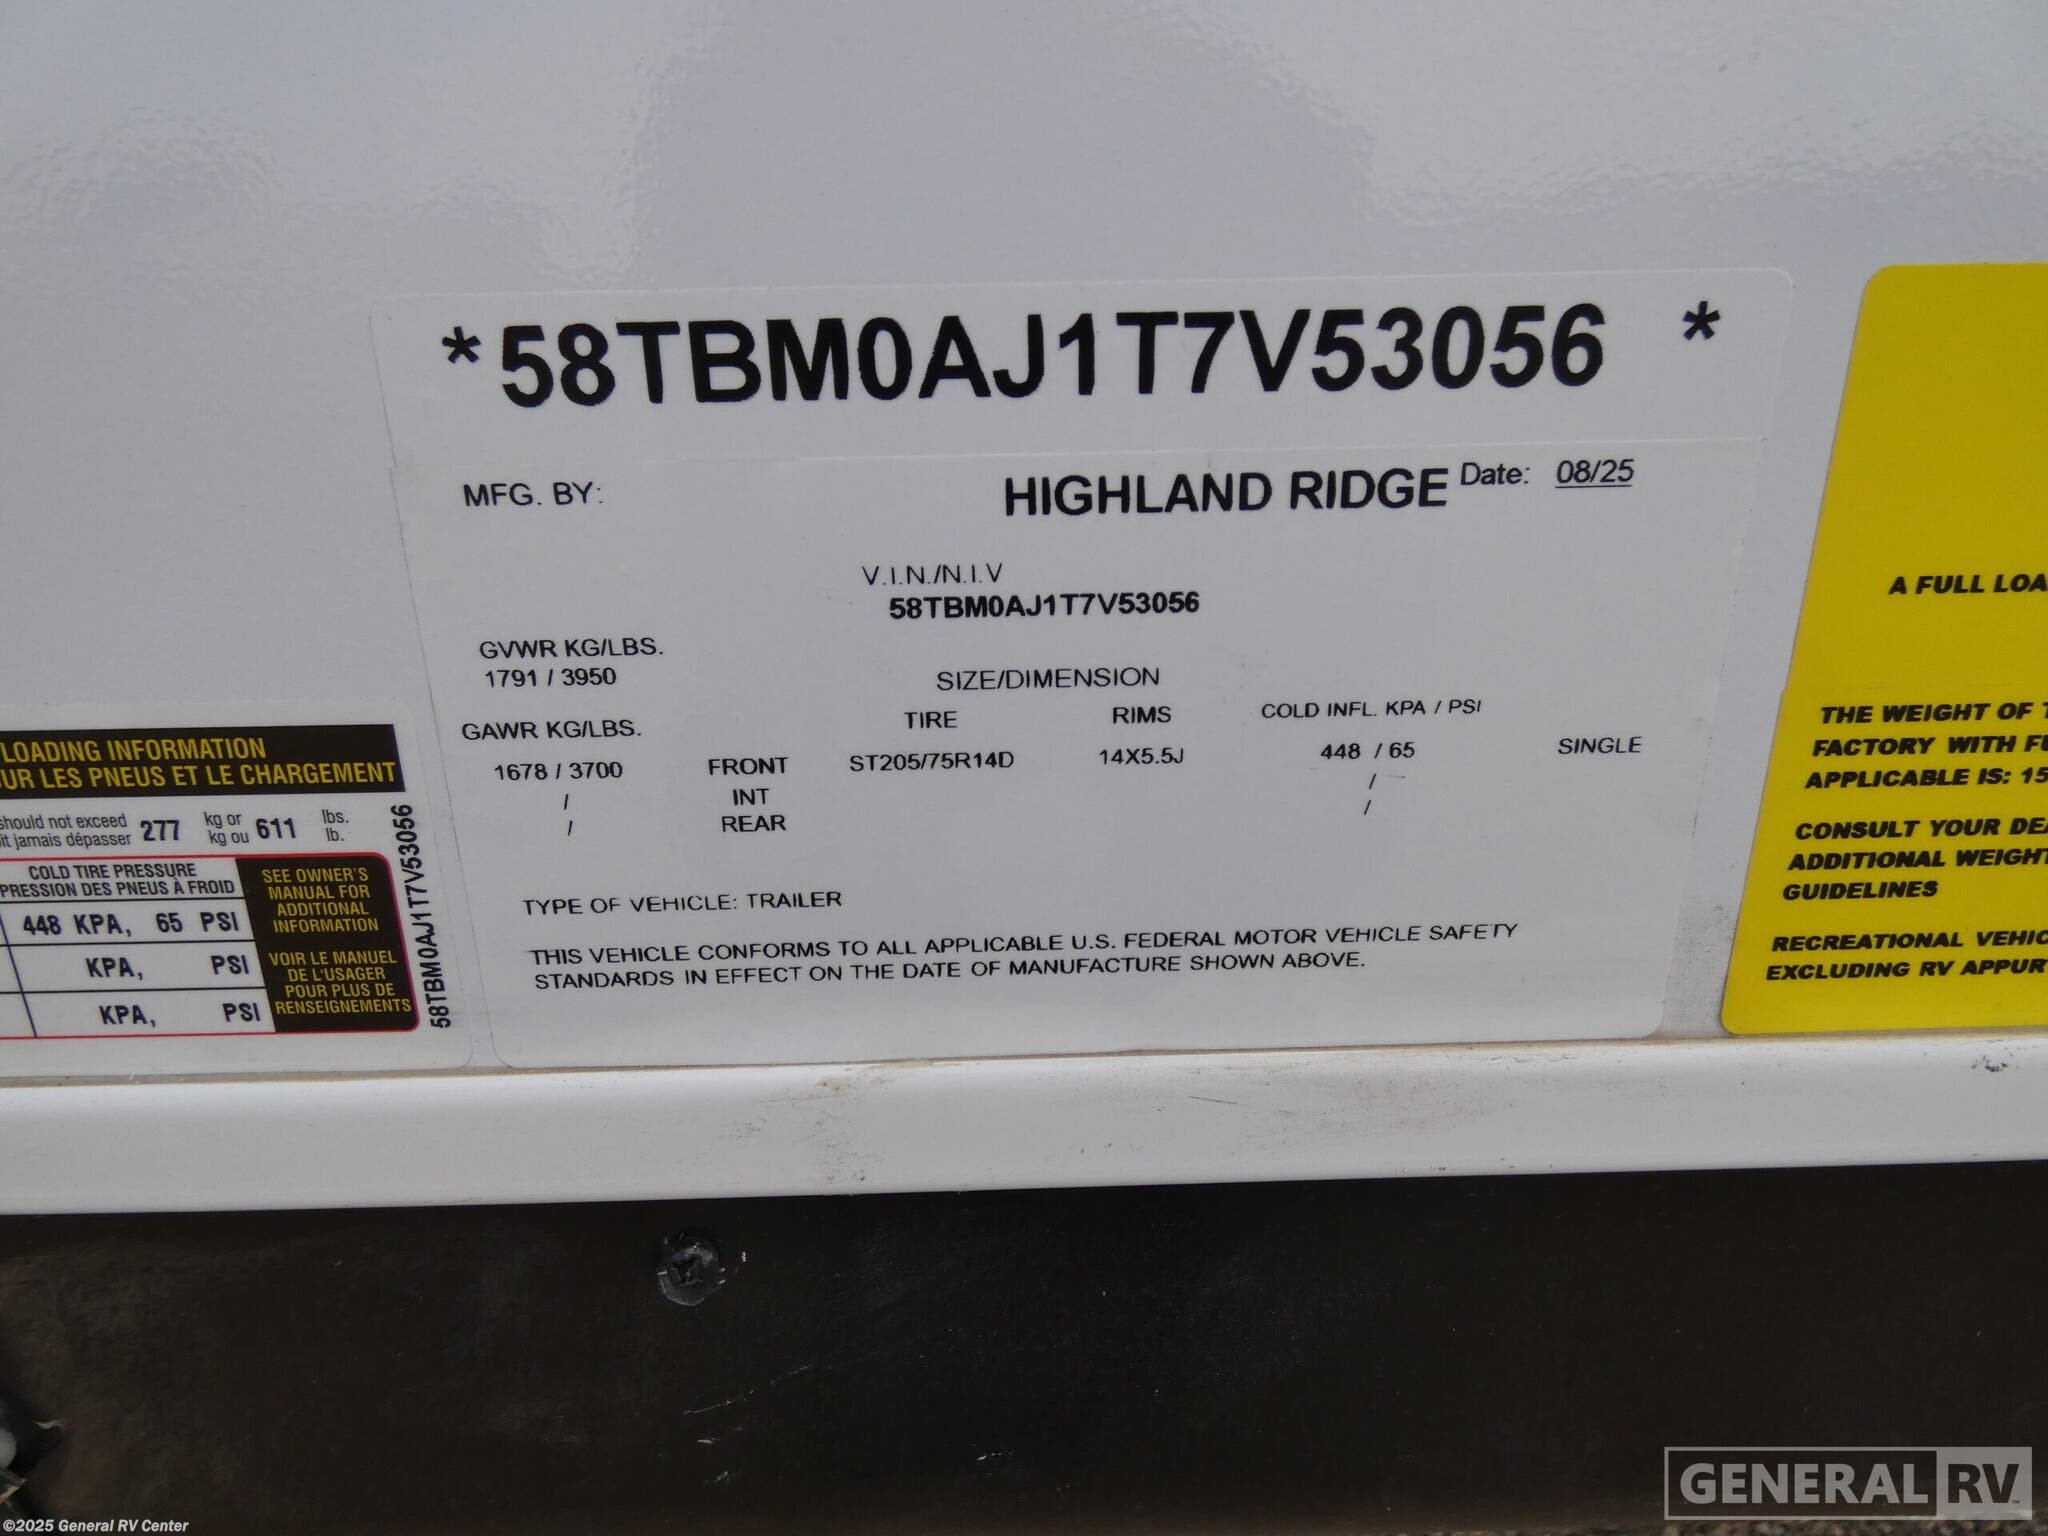 *58TBM0AJ1T7V53056 *
MFG. BY:
HIGHLAND RIDGE Date: 08/25
V.I.N./N.I.V
58TBM0AJ1T7V53056
GVWR KG/LBS.
1791 / 3950
SIZE/DIMENSION
GAWR KG/LBS. TIRE RIMS COLD INFL. KPA / PSI
1678 / 3700 FRONT ST205/75R14D 14X5.5J 448 / 65 SINGLE
/ INT /
/ REAR /
TYPE OF VEHICLE: TRAILER
THIS VEHICLE CONFORMS TO ALL APPLICABLE U.S. FEDERAL MOTOR VEHICLE SAFETY
STANDARDS IN EFFECT ON THE DATE OF MANUFACTURE SHOWN ABOVE.
LOADING INFORMATION
UR LES PNEUS ET LE CHARGEMENT
should not exceed 277 kg or 611 lbs.
it jamais dépasser kg ou lb.
COLD TIRE PRESSURE
PRESSION DES PNEUS À FROID
448 KPA, 65 PSI
KPA, PSI
KPA, PSI
SEE OWNER'S
MANUAL FOR
ADDITIONAL
INFORMATION
VOIR LE MANUEL
DE L'USAGER
POUR PLUS DE
RENSEIGNEMENTS
58TBM0AJ1T7V53056
A FULL LOA
THE WEIGHT OF T
FACTORY WITH FU
APPLICABLE IS: 15
CONSULT YOUR DEA
ADDITIONAL WEIGHT
GUIDELINES
RECREATIONAL VEHIC
EXCLUDING RV APPURT
GENERAL RV
©2025 General RV Center